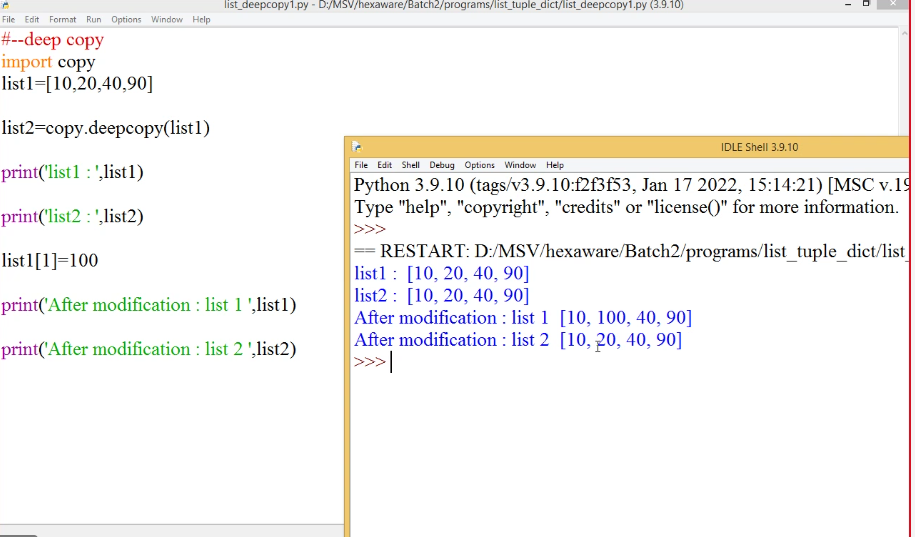 list_deepcopy1.py - D:/MSV/hexaware/Batch2/programs/list_tuple_dict/list_deepcopy1.py (3.9.10)
File Edit Format Run Options Window Help
#--deep copy
import copy
list1=[10,20,40,90]
list2=copy.deepcopy(list1)
print('list1 : ',list1)
print('list2 : ',list2)
list1[1]=100
print('After modification : list 1 ',list1)
print('After modification : list 2 ',list2)
IDLE Shell 3.9.10
File Edit Shell Debug Options Window Help
Python 3.9.10 (tags/v3.9.10:f2f3f53, Jan 17 2022, 15:14:21) [MSC v.19
Type "help", "copyright", "credits" or "license()" for more information.
>>>
== RESTART: D:/MSV/hexaware/Batch2/programs/list_tuple_dict/list_
list1 : [10, 20, 40, 90]
list2 : [10, 20, 40, 90]
After modification : list 1 [10, 100, 40, 90]
After modification : list 2 [10, 20, 40, 90]
>>>